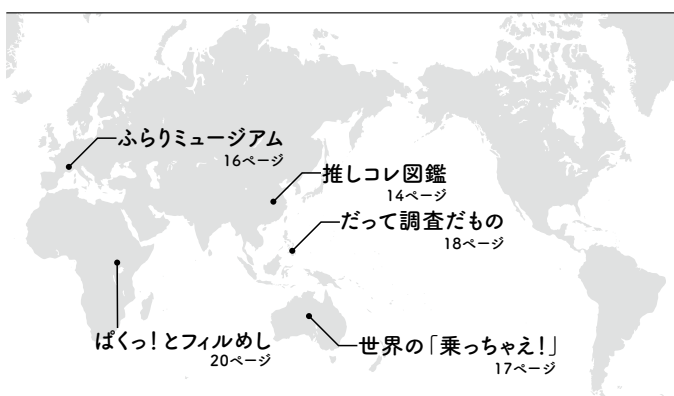 ふらりミュージアム
16ページ
推しコレ図鑑
14ページ
だって調査だもの
18ページ
ぱくっ!とフィルめし
20ページ
世界の「乗っちゃえ!」
17ページ